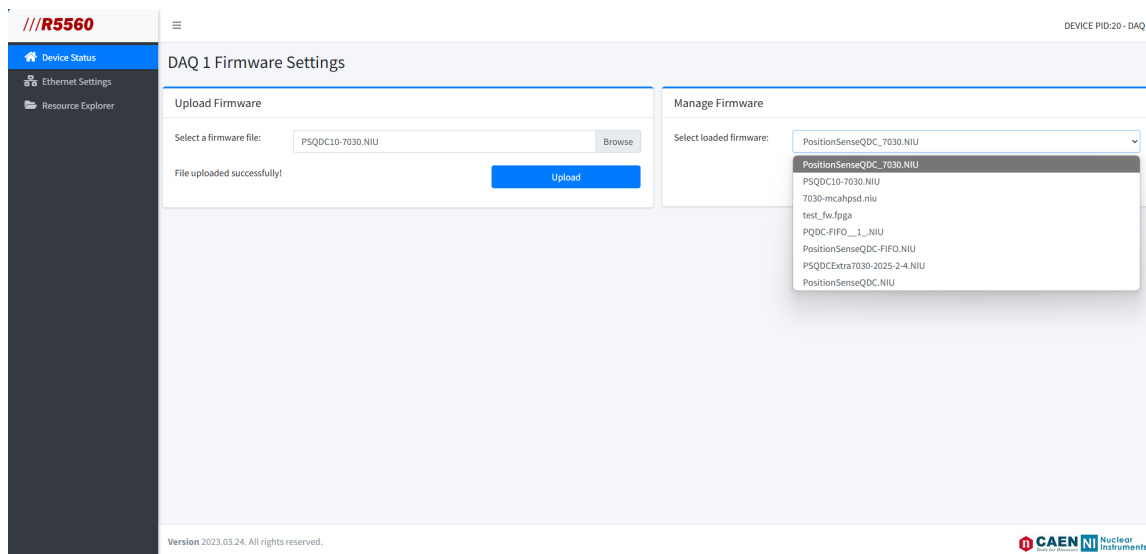 ///R5560
DEVICE PID:20 - DAQ
Device Status
Ethernet Settings
Resource Explorer
DAQ 1 Firmware Settings
Upload Firmware
Select a firmware file:
PSQDC10-7030.NIU
Browse
File uploaded successfully!
Upload
Manage Firmware
Select loaded firmware:
PositionSenseQDC_7030.NIU
PositionSenseQDC_7030.NIU
PSQDC10-7030.NIU
7030-mcahpsd.niu
test_fw.fpga
PQDC-FIFO__1_.NIU
PositionSenseQDC-FIFO.NIU
PSQDCExtra7030-2025-2-4.NIU
PositionSenseQDC.NIU
Version 2023.03.24. All rights reserved.
n CAEN
Tools for Discovery
NI Nuclear
Instruments